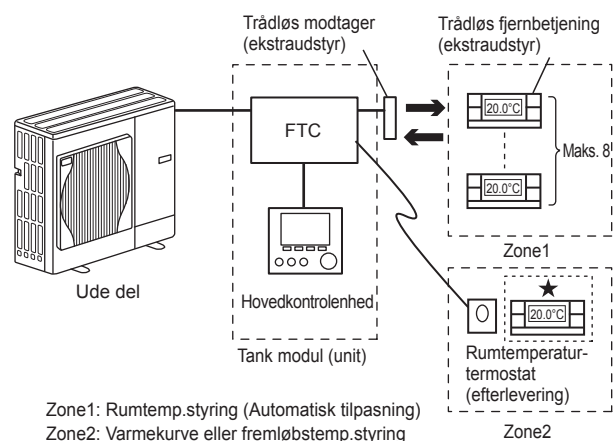 Trådløs modtager
(ekstraudstyr)
Trådløs fjernbetjening
(ekstraudstyr)
FTC
20.0°C
Maks. 8
20.0°C
Zone1
Ude del
Hovedkontrolenhed
Tank modul (unit)
★
20.0°C
Rumtemperatur-
termostat
(efterlevering)
Zone2
Zone1: Rumtemp.styring (Automatisk tilpasning)
Zone2: Varmekurve eller fremløbstemp.styring